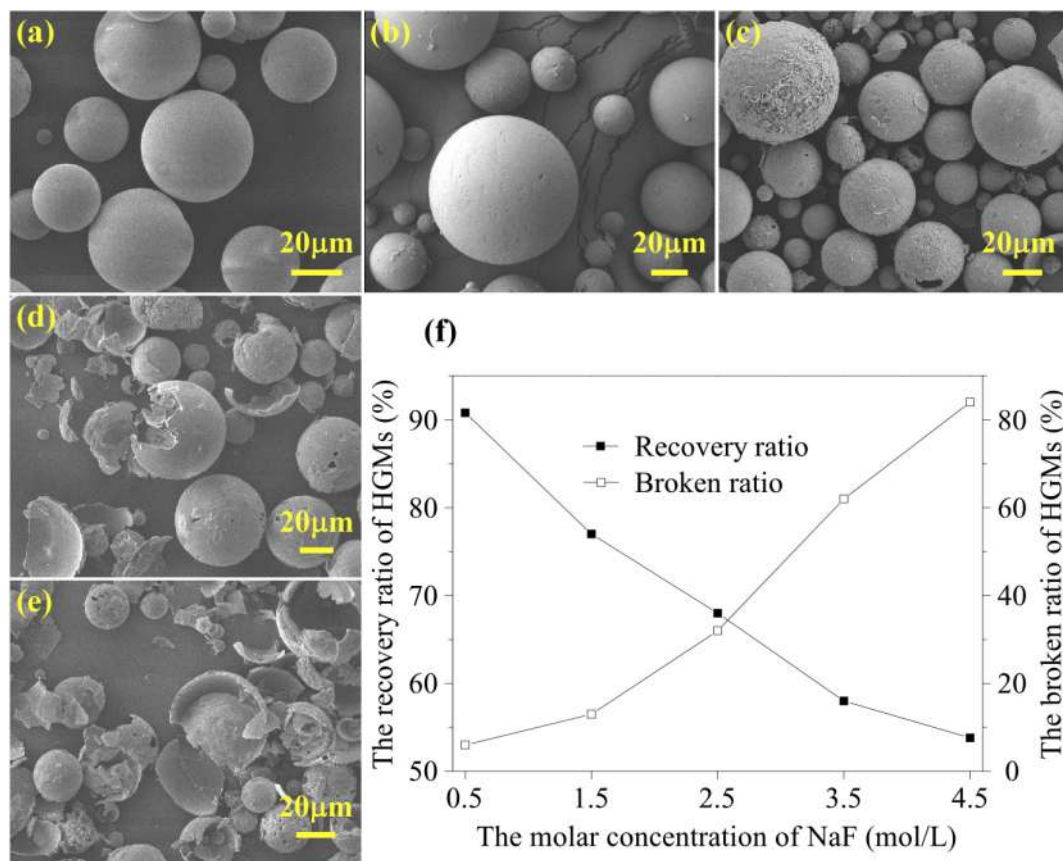 (a)
20μm
(b)
20μm
(c)
20μm
(d)
20μm
(e)
20μm
(f)
The recovery ratio of HGMs (%)
90
80
70
60
50
Recovery ratio
Broken ratio
80
60
40
20
0
The broken ratio of HGMs (%)
0.5 1.5 2.5 3.5 4.5
The molar concentration of NaF (mol/L)